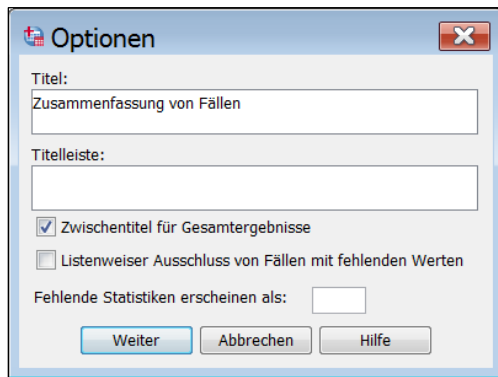 Optionen
Titel:
Zusammenfassung von Fällen
Titelleiste:
Zwischentitel für Gesamtergebnisse
Listenweiser Ausschluss von Fällen mit fehlenden Werten
Fehlende Statistiken erscheinen als:
Weiter Abbrechen Hilfe